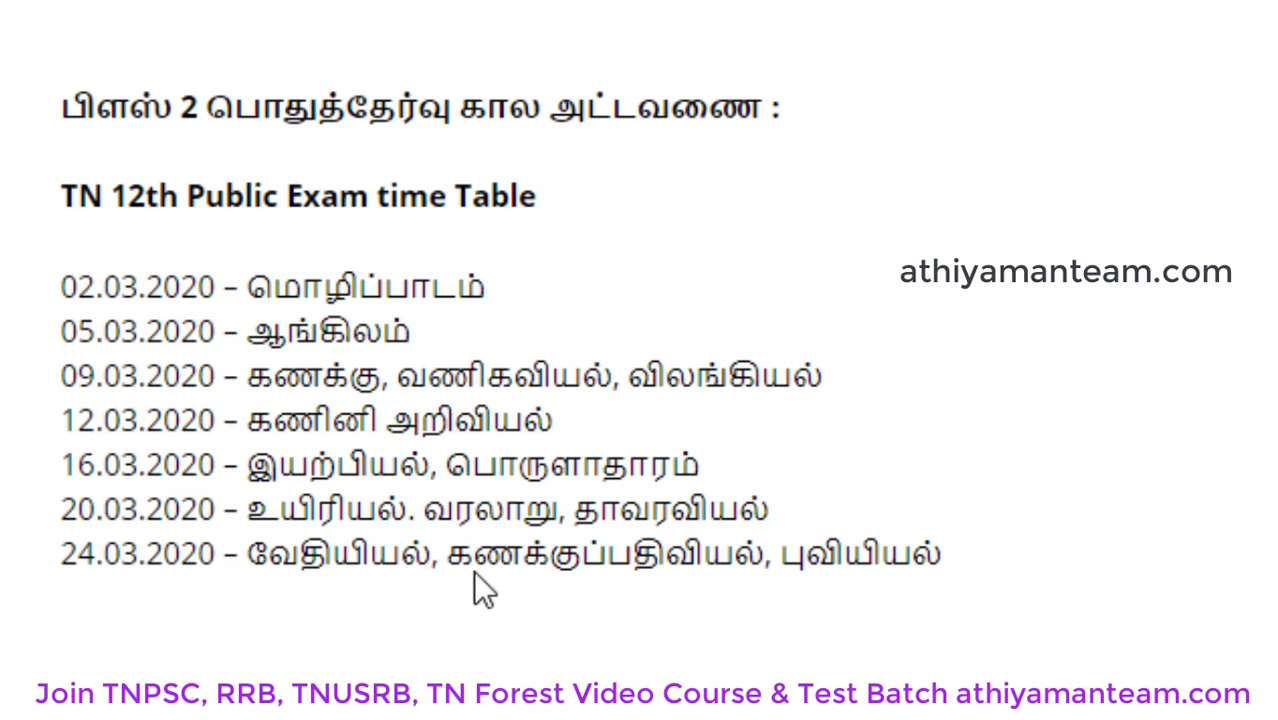 பிளஸ் 2 பொதுத்தேர்வு கால அட்டவணை :
TN 12th Public Exam time Table
athiyamanteam.com
02.03.2020 – மொழிப்பாடம்
05.03.2020 – ஆங்கிலம்
09.03.2020 – கணக்கு, வணிகவியல், விலங்கியல்
12.03.2020 – கணினி அறிவியல்
16.03.2020 – இயற்பியல், பொருளாதாரம்
20.03.2020 – உயிரியல். வரலாறு, தாவரவியல்
24.03.2020 – வேதியியல், கணக்குப்பதிவியல், புவியியல்
Join TNPSC, RRB, TNUSRB, TN Forest Video Course & Test Batch athiyamanteam.com